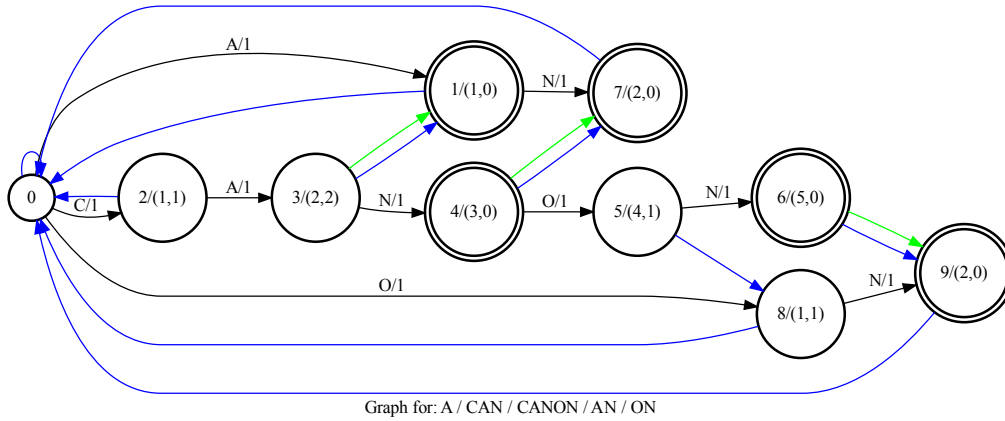 A/1
1/(1,0)
N/1
7/(2,0)
0
C/1
2/(1,1)
A/1
3/(2,2)
N/1
4/(3,0)
O/1
5/(4,1)
N/1
6/(5,0)
O/1
8/(1,1)
N/1
9/(2,0)
Graph for: A / CAN / CANON / AN / ON